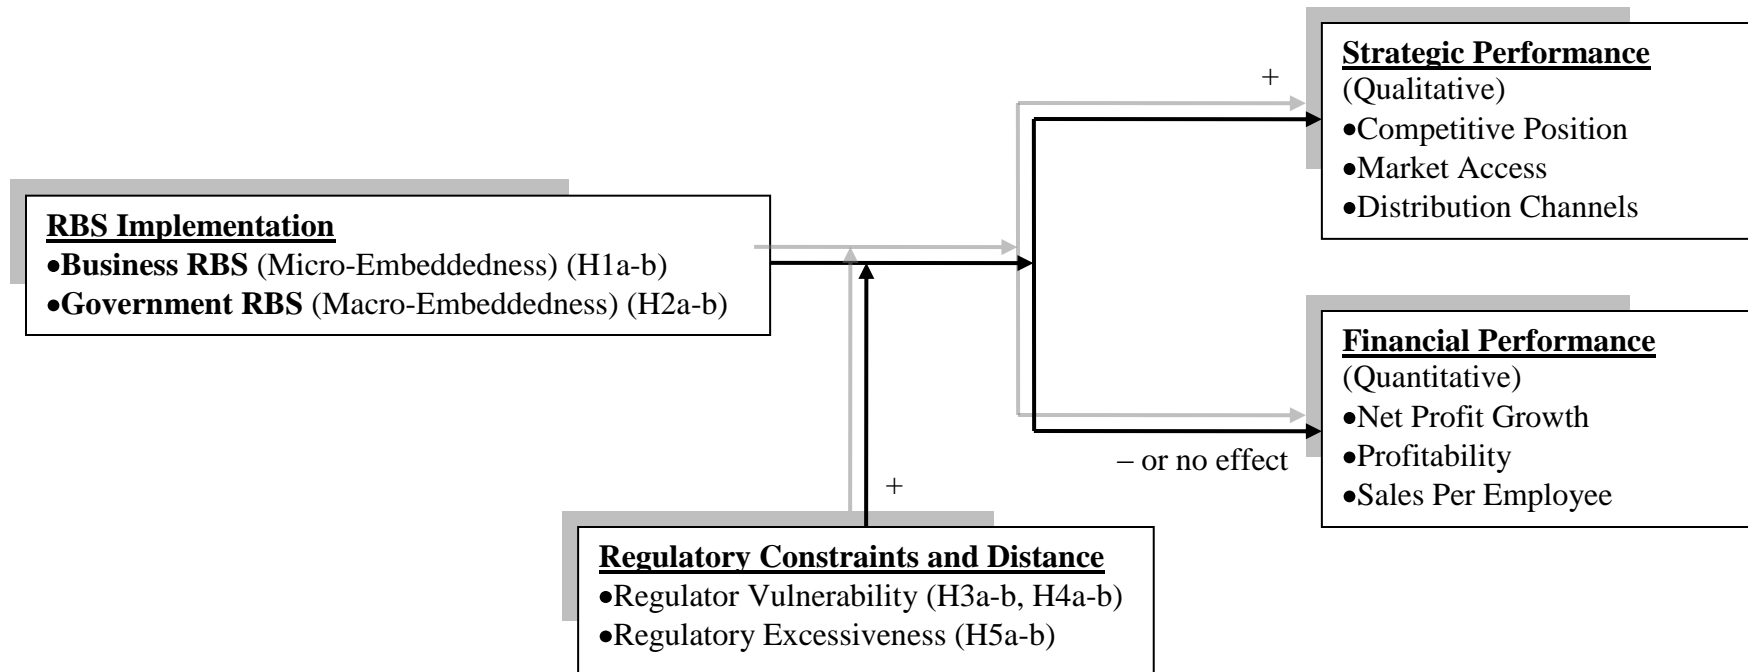 Strategic Performance
(Qualitative)
•Competitive Position
•Market Access
•Distribution Channels
+
RBS Implementation
•Business RBS (Micro-Embeddedness) (H1a-b)
•Government RBS (Macro-Embeddedness) (H2a-b)
Financial Performance
(Quantitative)
•Net Profit Growth
•Profitability
•Sales Per Employee
– or no effect
+
Regulatory Constraints and Distance
•Regulator Vulnerability (H3a-b, H4a-b)
•Regulatory Excessiveness (H5a-b)